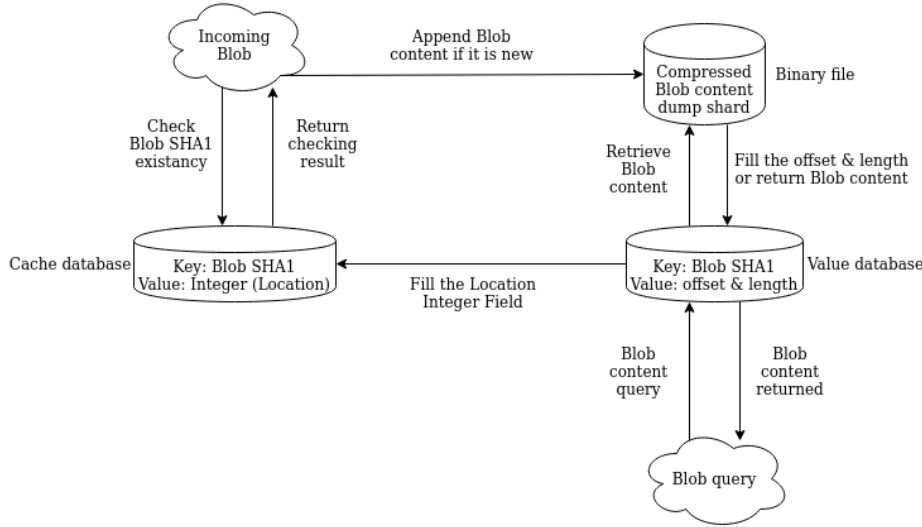 Incoming
Blob
Append Blob
content if it is new
Compressed
Blob content
dump shard
Binary file
Check
Blob SHA1
existancy
Return
checking
result
Retrieve
Blob
content
Fill the offset & length
or return Blob content
Cache database
Key: Blob SHA1
Value: Integer (Location)
Fill the Location
Integer Field
Key: Blob SHA1
Value: offset & length
Value database
Blob
content
query
Blob
content
returned
Blob query